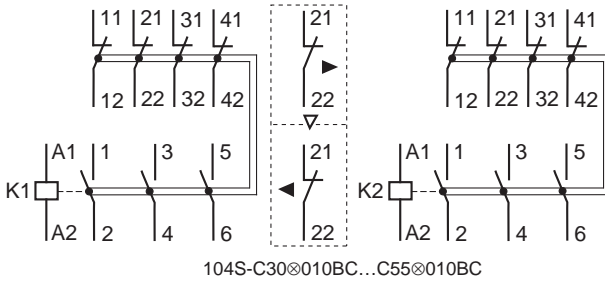 11 21 31 41 21 11 21 31 41
12 22 32 42 22 12 22 32 42
A1 1 3 5 21 A1 1 3 5
K1 K2
A2 2 4 6 22 A2 2 4 6
104S-C30⊗010BC...C55⊗010BC